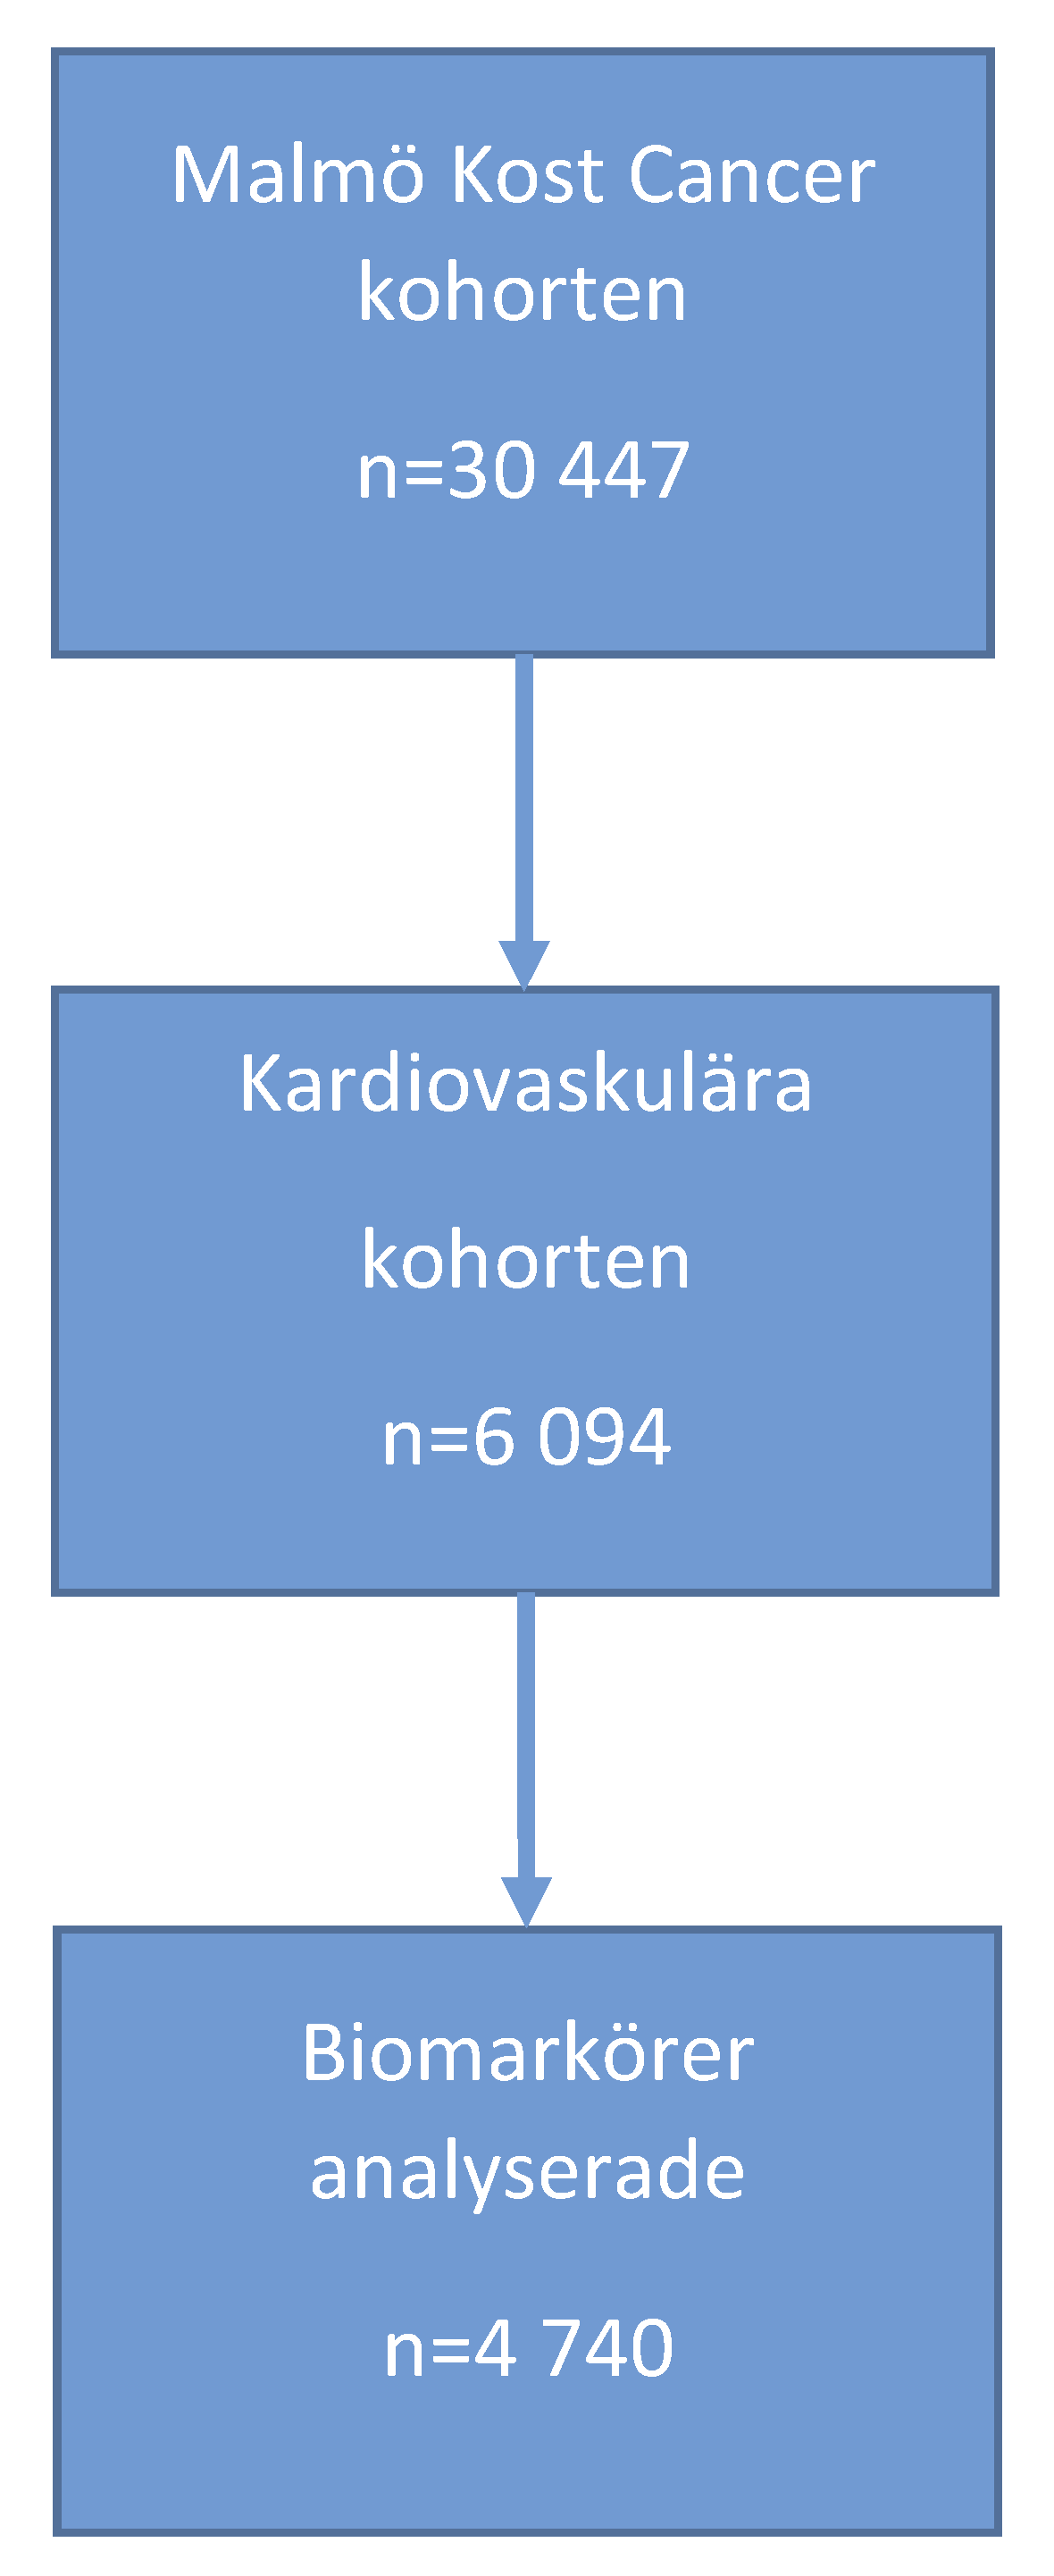 Malmö Kost Cancer
kohorten
n=30 447
Kardiovaskulära
kohorten
n=6 094
Biomarkörer
analyserade
n=4 740